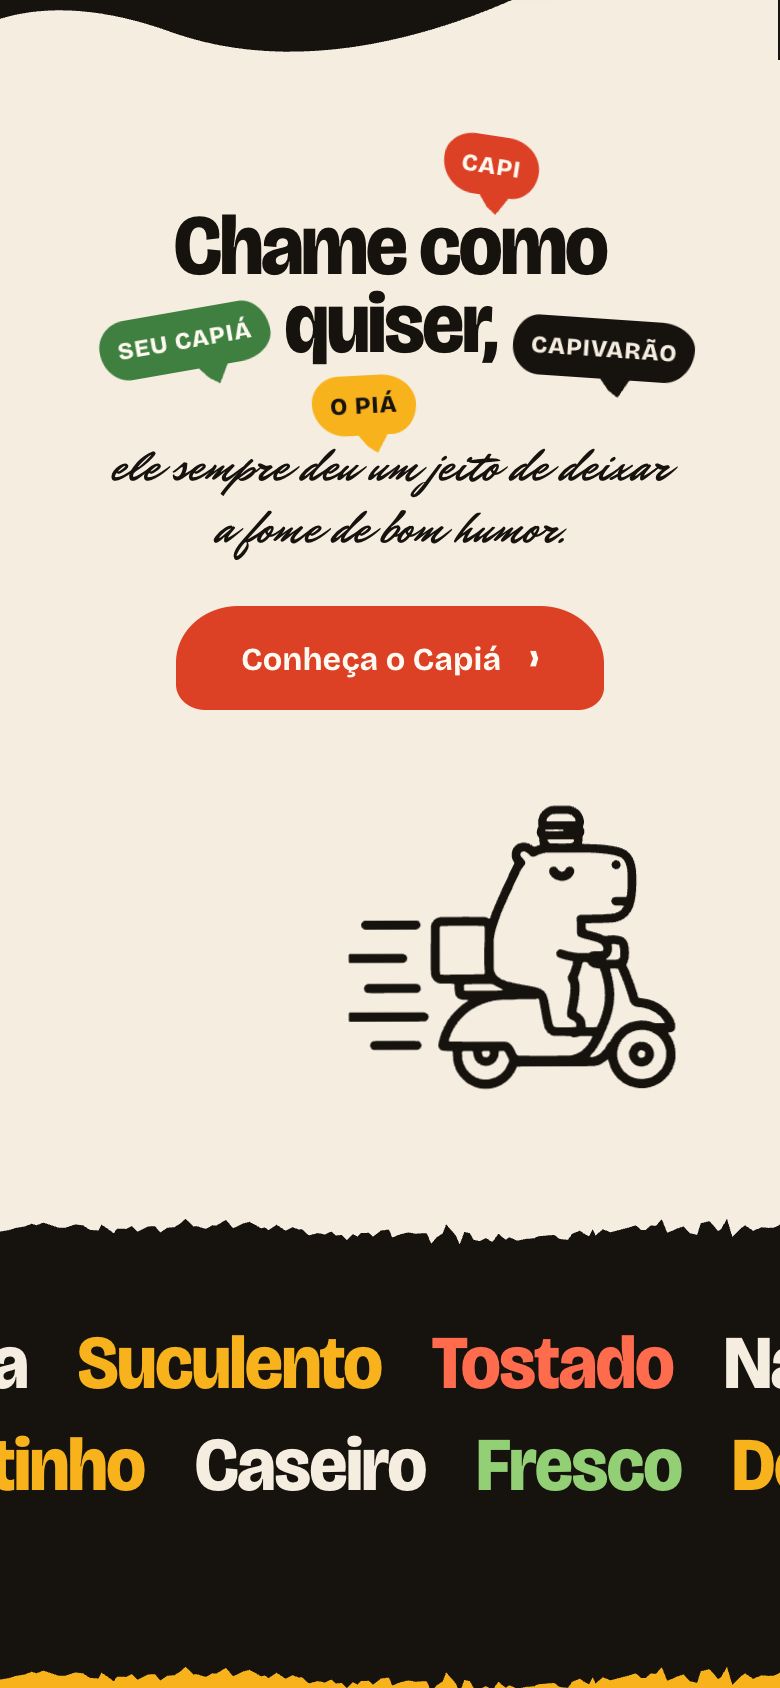 CAPI
Chame como
SEU CAPIÁ
quiser,
CAPIVARÃO
O PIÁ
ele sempre deu um jeito de deixar
a fome de bom humor.
Conheça o Capiá
Suculento Tostado
Caseiro Fresco